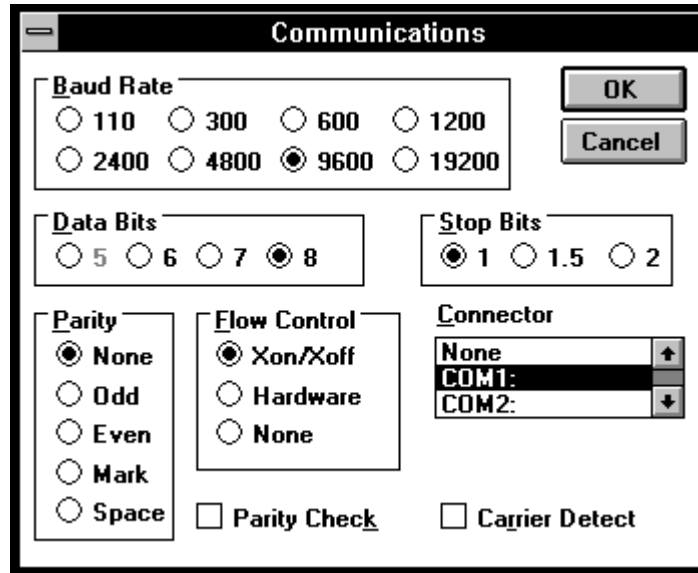 Communications
Baud Rate
110 300 600 1200
2400 4800 9600 19200
OK
Cancel
Data Bits
5 6 7 8
Stop Bits
1 1.5 2
Parity
None
Odd
Even
Mark
Space
Flow Control
Xon/Xoff
Hardware
None
Connector
None
COM1:
COM2:
Parity Check
Carrier Detect